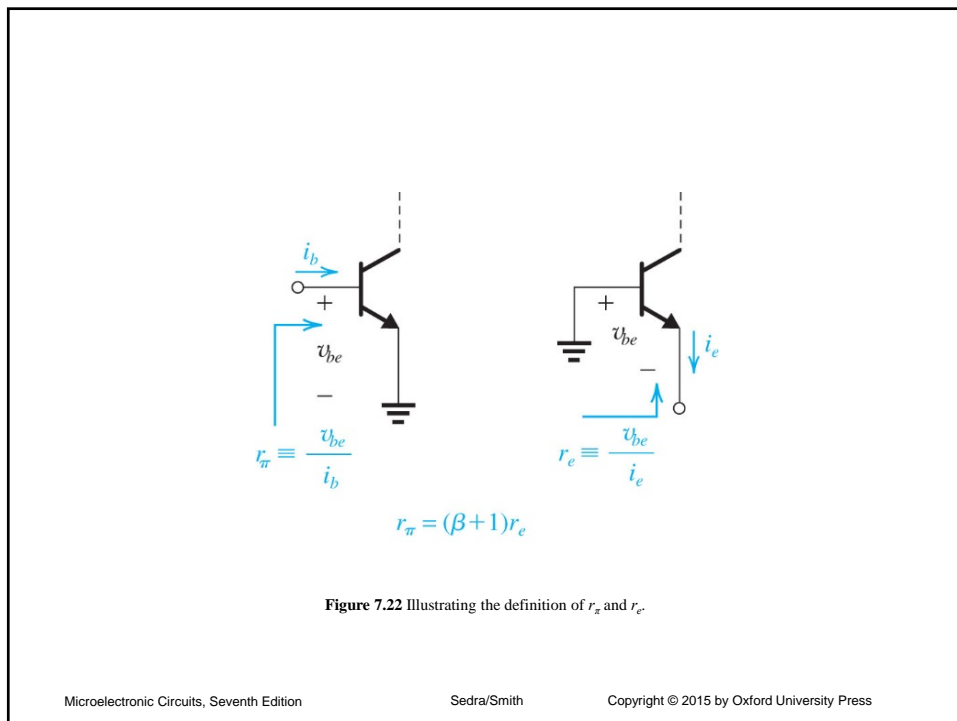 i_b
+
v_be
−
r_π ≡ v_be / i_b
+
v_be
−
i_e
r_e ≡ v_be / i_e
r_π = (β+1)r_e
Figure 7.22 Illustrating the definition of r_π and r_e.
Microelectronic Circuits, Seventh Edition Sedra/Smith Copyright © 2015 by Oxford University Press